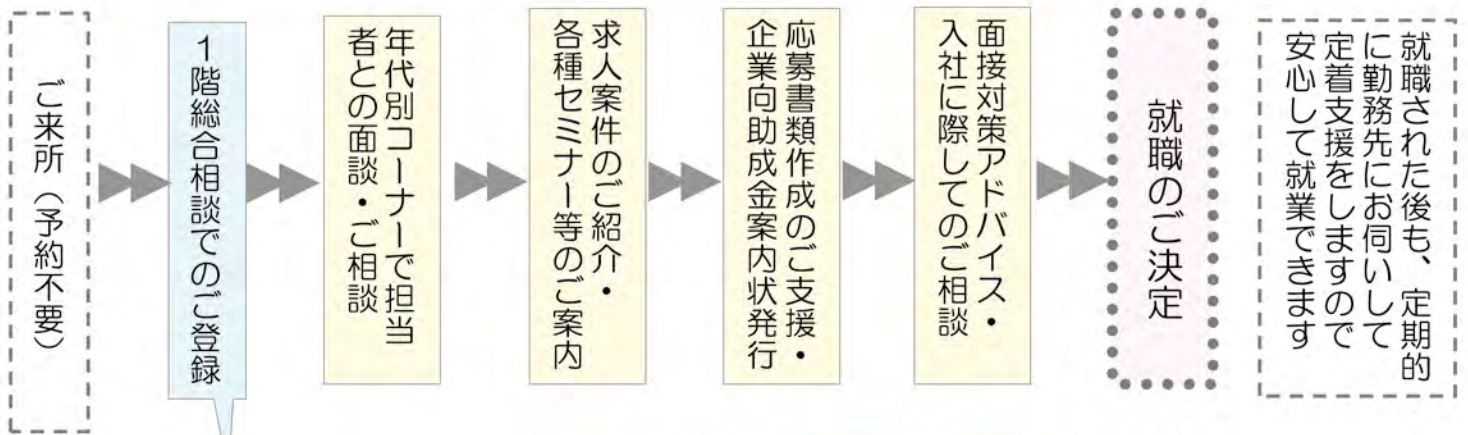 ご来所（予約不要）
１階総合相談でのご登録
年代別コーナーで担当
者との面談・ご相談
求人案件のご紹介・
各種セミナー等のご案内
応募書類作成のご支援・
企業向助成金案内状発行
面接対策アドバイス・
入社に際してのご相談
就職のご決定
就職された後も、定期的
に勤務先にお伺いして
定着支援をしますので
安心して就業できます